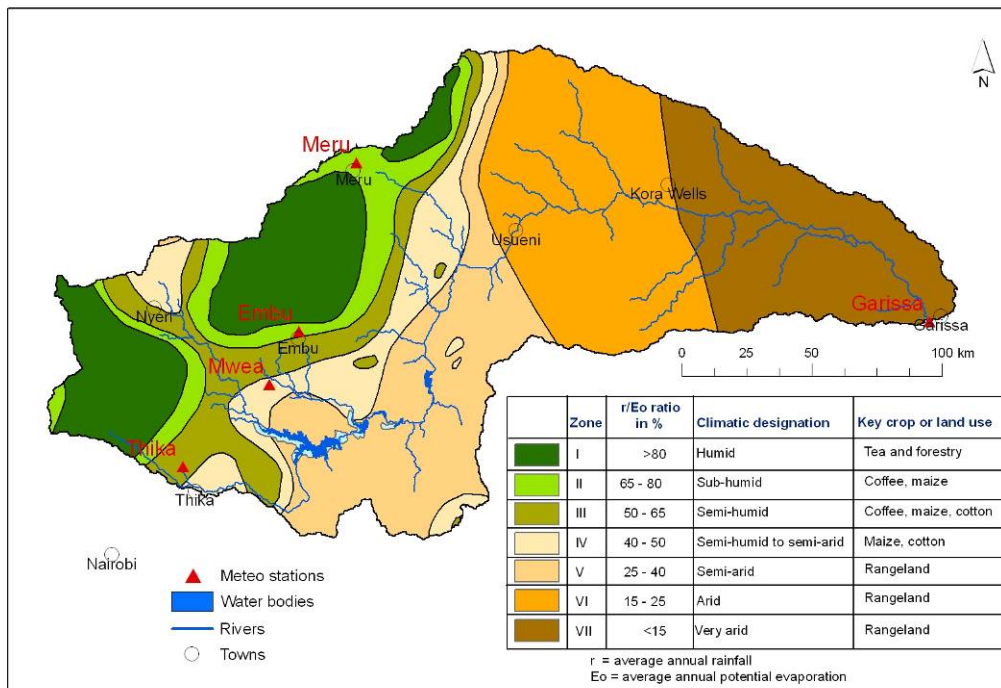 N
Meru
Meru
Kora Wells
Usueni
Garissa
Garissa
Nyeri
Embu
Embu
Mwea
Thika
Thika
Nairobi
0 25 50 100 km
Meteo stations
Water bodies
Rivers
Towns
Zone r/Eo ratio in % Climatic designation Key crop or land use
I >80 Humid Tea and forestry
II 65 - 80 Sub-humid Coffee, maize
III 50 - 65 Semi-humid Coffee, maize, cotton
IV 40 - 50 Semi-humid to semi-arid Maize, cotton
V 25 - 40 Semi-arid Rangeland
VI 15 - 25 Arid Rangeland
VII <15 Very arid Rangeland
r = average annual rainfall
Eo = average annual potential evaporation